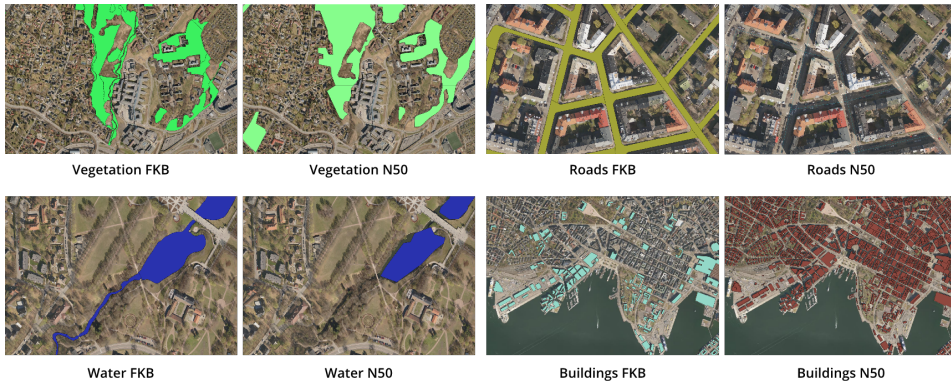 Vegetation FKB
Vegetation N50
Roads FKB
Roads N50
Water FKB
Water N50
Buildings FKB
Buildings N50